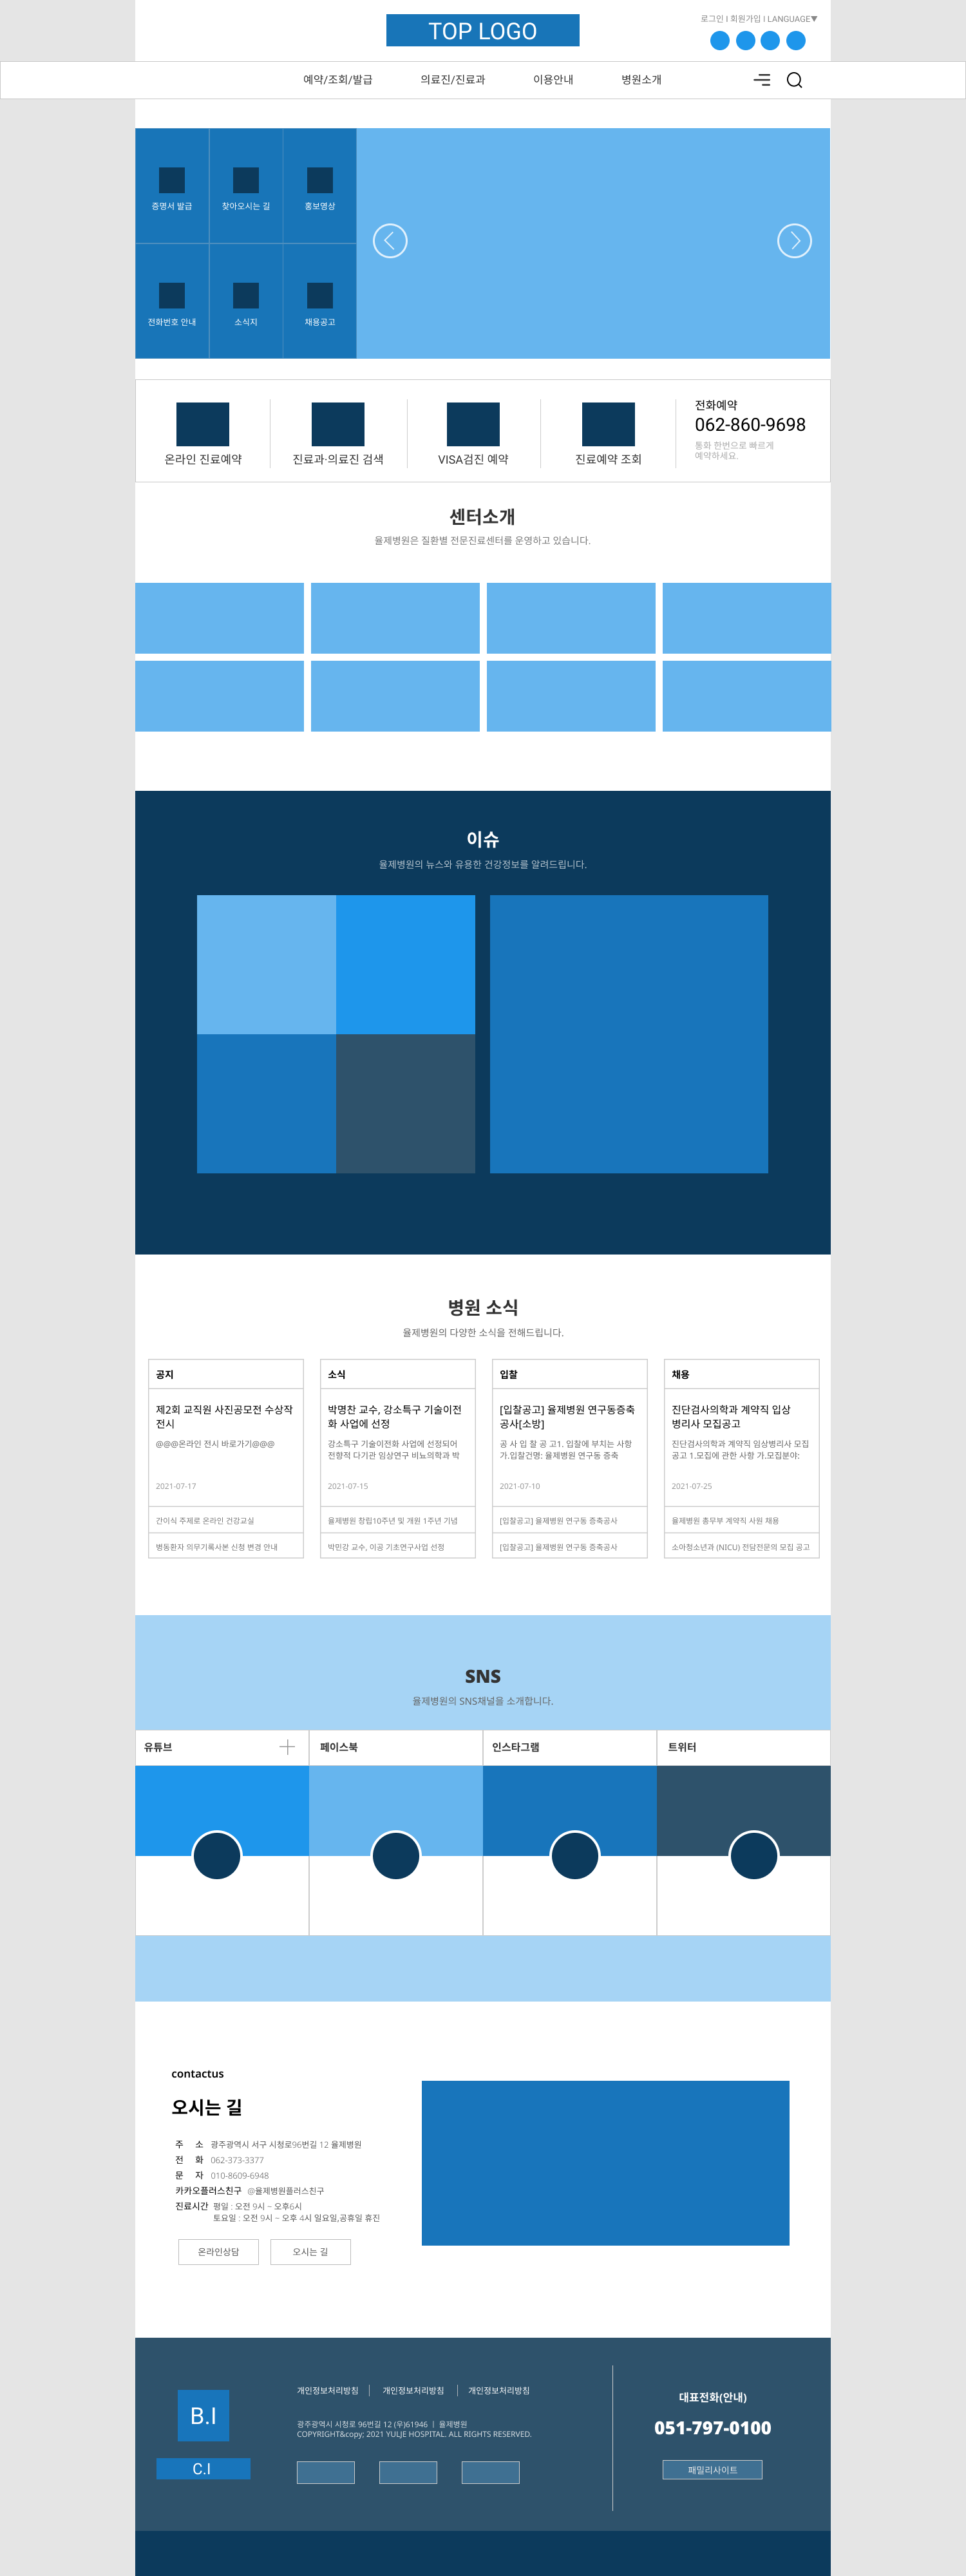 TOP LOGO
로그인 I 회원가입 I LANGUAGE▼
예약/조회/발급
의료진/진료과
이용안내
병원소개
증명서 발급
찾아오시는 길
홍보영상
전화번호 안내
소식지
채용공고
온라인 진료예약
진료과·의료진 검색
VISA검진 예약
진료예약 조회
전화예약
062-860-9698
통화 한번으로 빠르게
예약하세요.
센터소개
율제병원은 질환별 전문진료센터를 운영하고 있습니다.
이슈
율제병원의 뉴스와 유용한 건강정보를 알려드립니다.
병원 소식
율제병원의 다양한 소식을 전해드립니다.
공지
제2회 교직원 사진공모전 수상작
전시
@@@온라인 전시 바로가기@@@
2021-07-17
간이식 주제로 온라인 건강교실
병동환자 의무기록사본 신청 변경 안내
소식
박명찬 교수, 강소특구 기술이전
화 사업에 선정
강소특구 기술이전화 사업에 선정되어
전향적 다기관 임상연구 비뇨의학과 박
2021-07-15
율제병원 창립10주년 및 개원 1주년 기념
박민강 교수, 이공 기초연구사업 선정
입찰
[입찰공고] 율제병원 연구동증축
공사[소방]
공 사 입 찰 공 고1. 입찰에 부치는 사항
가.입찰건명: 율제병원 연구동 증축
2021-07-10
[입찰공고] 율제병원 연구동 증축공사
[입찰공고] 율제병원 연구동 증축공사
채용
진단검사의학과 계약직 임상
병리사 모집공고
진단검사의학과 계약직 임상병리사 모집
공고 1.모집에 관한 사항 가.모집분야:
2021-07-25
율제병원 총무부 계약직 사원 채용
소아청소년과 (NICU) 전담전문의 모집 공고
SNS
율제병원의 SNS채널을 소개합니다.
유튜브
페이스북
인스타그램
트위터
contactus
오시는 길
주 소 광주광역시 서구 시청로96번길 12 율제병원
전 화 062-373-3377
문 자 010-8609-6948
카카오플러스친구 @율제병원플러스친구
진료시간 평일 : 오전 9시 ~ 오후6시
토요일 : 오전 9시 ~ 오후 4시 일요일,공휴일 휴진
온라인상담
오시는 길
B.I
C.I
개인정보처리방침
개인정보처리방침
개인정보처리방침
광주광역시 시청로 96번길 12 (우)61946 ㅣ 율제병원
COPYRIGHT&copy; 2021 YULJE HOSPITAL. ALL RIGHTS RESERVED.
대표전화(안내)
051-797-0100
패밀리사이트